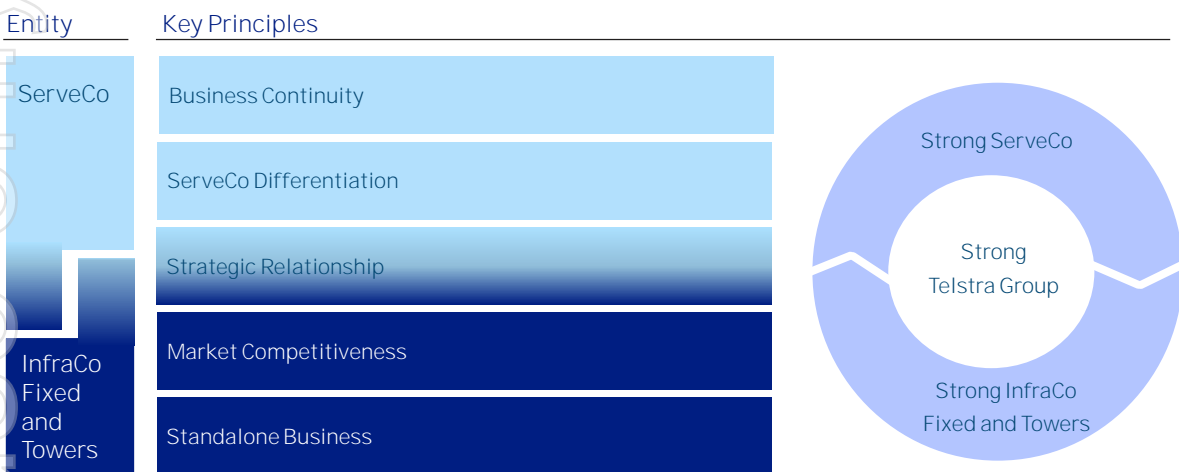 Entity
Key Principles
ServeCo
Business Continuity
ServeCo Differentiation
Strategic Relationship
Market Competitiveness
Standalone Business
InfraCo
Fixed
and
Towers
Strong ServeCo
Strong
Telstra Group
Strong InfraCo
Fixed and Towers